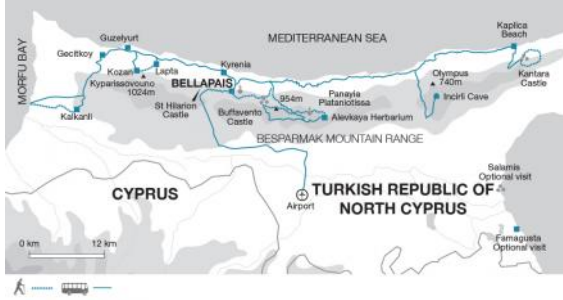 MEDITERRANEAN SEA
MORFU BAY
Guzelyurt
Gecitkoy
Kozan
Lapta
Kyparissovouno
1024m
Kalkanli
Kyrenia
BELLAPAIS
St Hilarion
Castle
Buffavento
Castle
954m
Panayia
Plataniotissa
Alevkaya Herbarium
BESPARMAK MOUNTAIN RANGE
Kaplica
Beach
Olympus
740m
Incirli Cave
Kantara
Castle
CYPRUS
TURKISH REPUBLIC OF
NORTH CYPRUS
Airport
Salamis
Optional visit
Famagusta
Optional visit
0 km
12 km